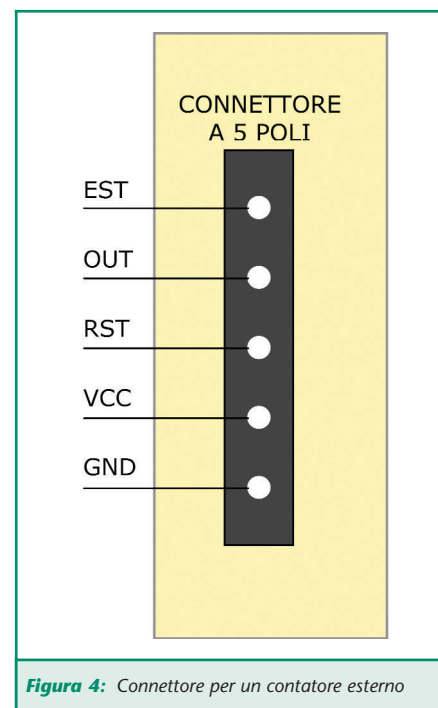 CONNETTORE
A 5 POLI
EST
OUT
RST
VCC
GND
Figura 4: Connettore per un contatore esterno